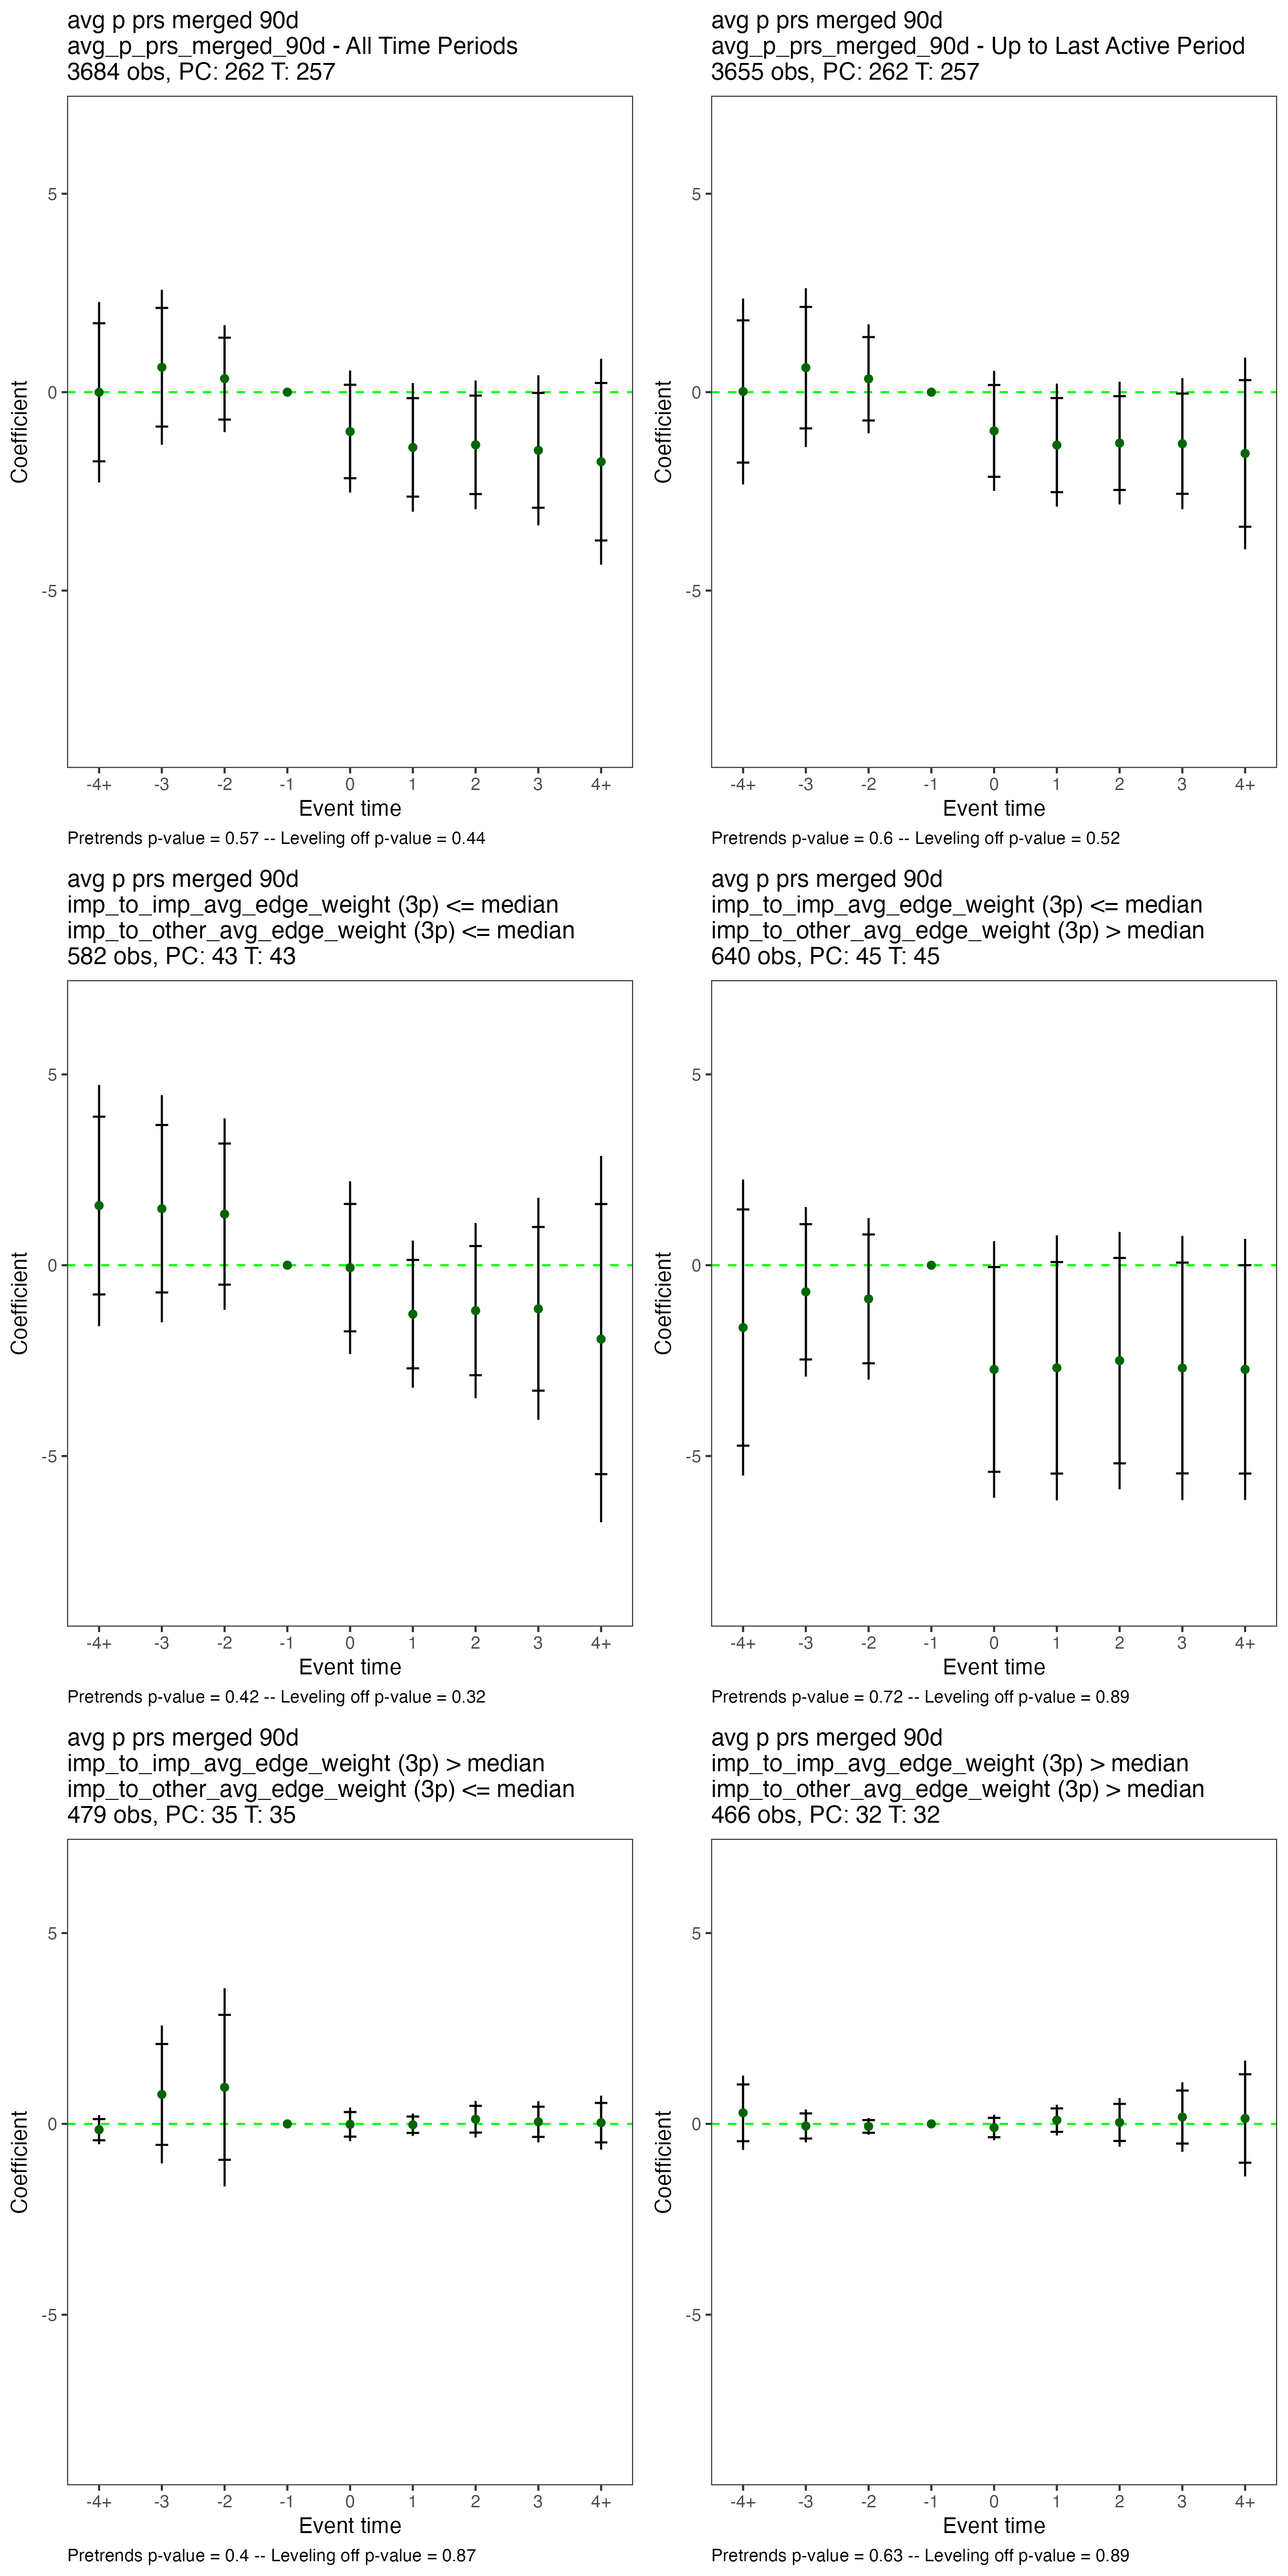 avg p prs merged 90d
avg_p_prs_merged_90d - All Time Periods
3684 obs, PC: 262 T: 257
5
0
-5
Coefficient
-4+ -3 -2 -1 0 1 2 3 4+
Event time
Pretrends p-value = 0.57 -- Leveling off p-value = 0.44
avg p prs merged 90d
avg_p_prs_merged_90d - Up to Last Active Period
3655 obs, PC: 262 T: 257
5
0
-5
Coefficient
-4+ -3 -2 -1 0 1 2 3 4+
Event time
Pretrends p-value = 0.6 -- Leveling off p-value = 0.52
avg p prs merged 90d
imp_to_imp_avg_edge_weight (3p) <= median
imp_to_other_avg_edge_weight (3p) <= median
582 obs, PC: 43 T: 43
5
0
-5
Coefficient
-4+ -3 -2 -1 0 1 2 3 4+
Event time
Pretrends p-value = 0.42 -- Leveling off p-value = 0.32
avg p prs merged 90d
imp_to_imp_avg_edge_weight (3p) <= median
imp_to_other_avg_edge_weight (3p) > median
640 obs, PC: 45 T: 45
5
0
-5
Coefficient
-4+ -3 -2 -1 0 1 2 3 4+
Event time
Pretrends p-value = 0.72 -- Leveling off p-value = 0.89
avg p prs merged 90d
imp_to_imp_avg_edge_weight (3p) > median
imp_to_other_avg_edge_weight (3p) <= median
479 obs, PC: 35 T: 35
5
0
-5
Coefficient
-4+ -3 -2 -1 0 1 2 3 4+
Event time
Pretrends p-value = 0.4 -- Leveling off p-value = 0.87
avg p prs merged 90d
imp_to_imp_avg_edge_weight (3p) > median
imp_to_other_avg_edge_weight (3p) > median
466 obs, PC: 32 T: 32
5
0
-5
Coefficient
-4+ -3 -2 -1 0 1 2 3 4+
Event time
Pretrends p-value = 0.63 -- Leveling off p-value = 0.89